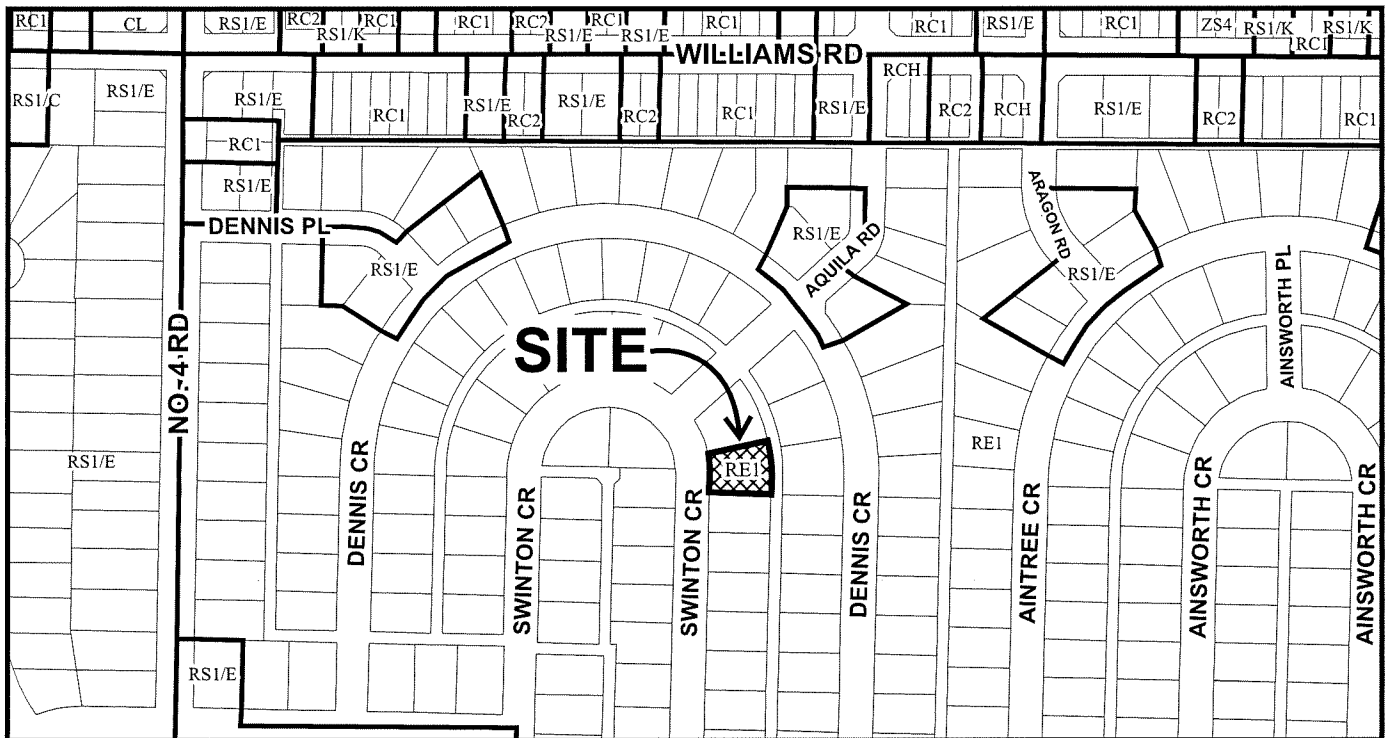 RC1
CL
RS1/E
RC2
RS1/K
RC1
RC1
RC2
RS1/E
RC1
RS1/E
RC1
RC1
RS1/E
RC1
ZS4
RS1/K
RC1
RS1/K
WILLIAMS RD
RS1/C
RS1/E
RS1/E
RC1
RS1/E
RC2
RS1/E
RC2
RC1
RS1/E
RCH
RC2
RCH
RS1/E
RC2
RC1
RC1
RS1/E
DENNIS PL
RS1/E
RS1/E
AQUILA RD
ARAGON RD
RS1/E
AINSWORTH PL
NO. 4 RD
SITE
RS1/E
DENNIS CR
SWINTON CR
SWINTON CR
RE1
DENNIS CR
RE1
AINTREE CR
AINSWORTH CR
AINSWORTH CR
RS1/E